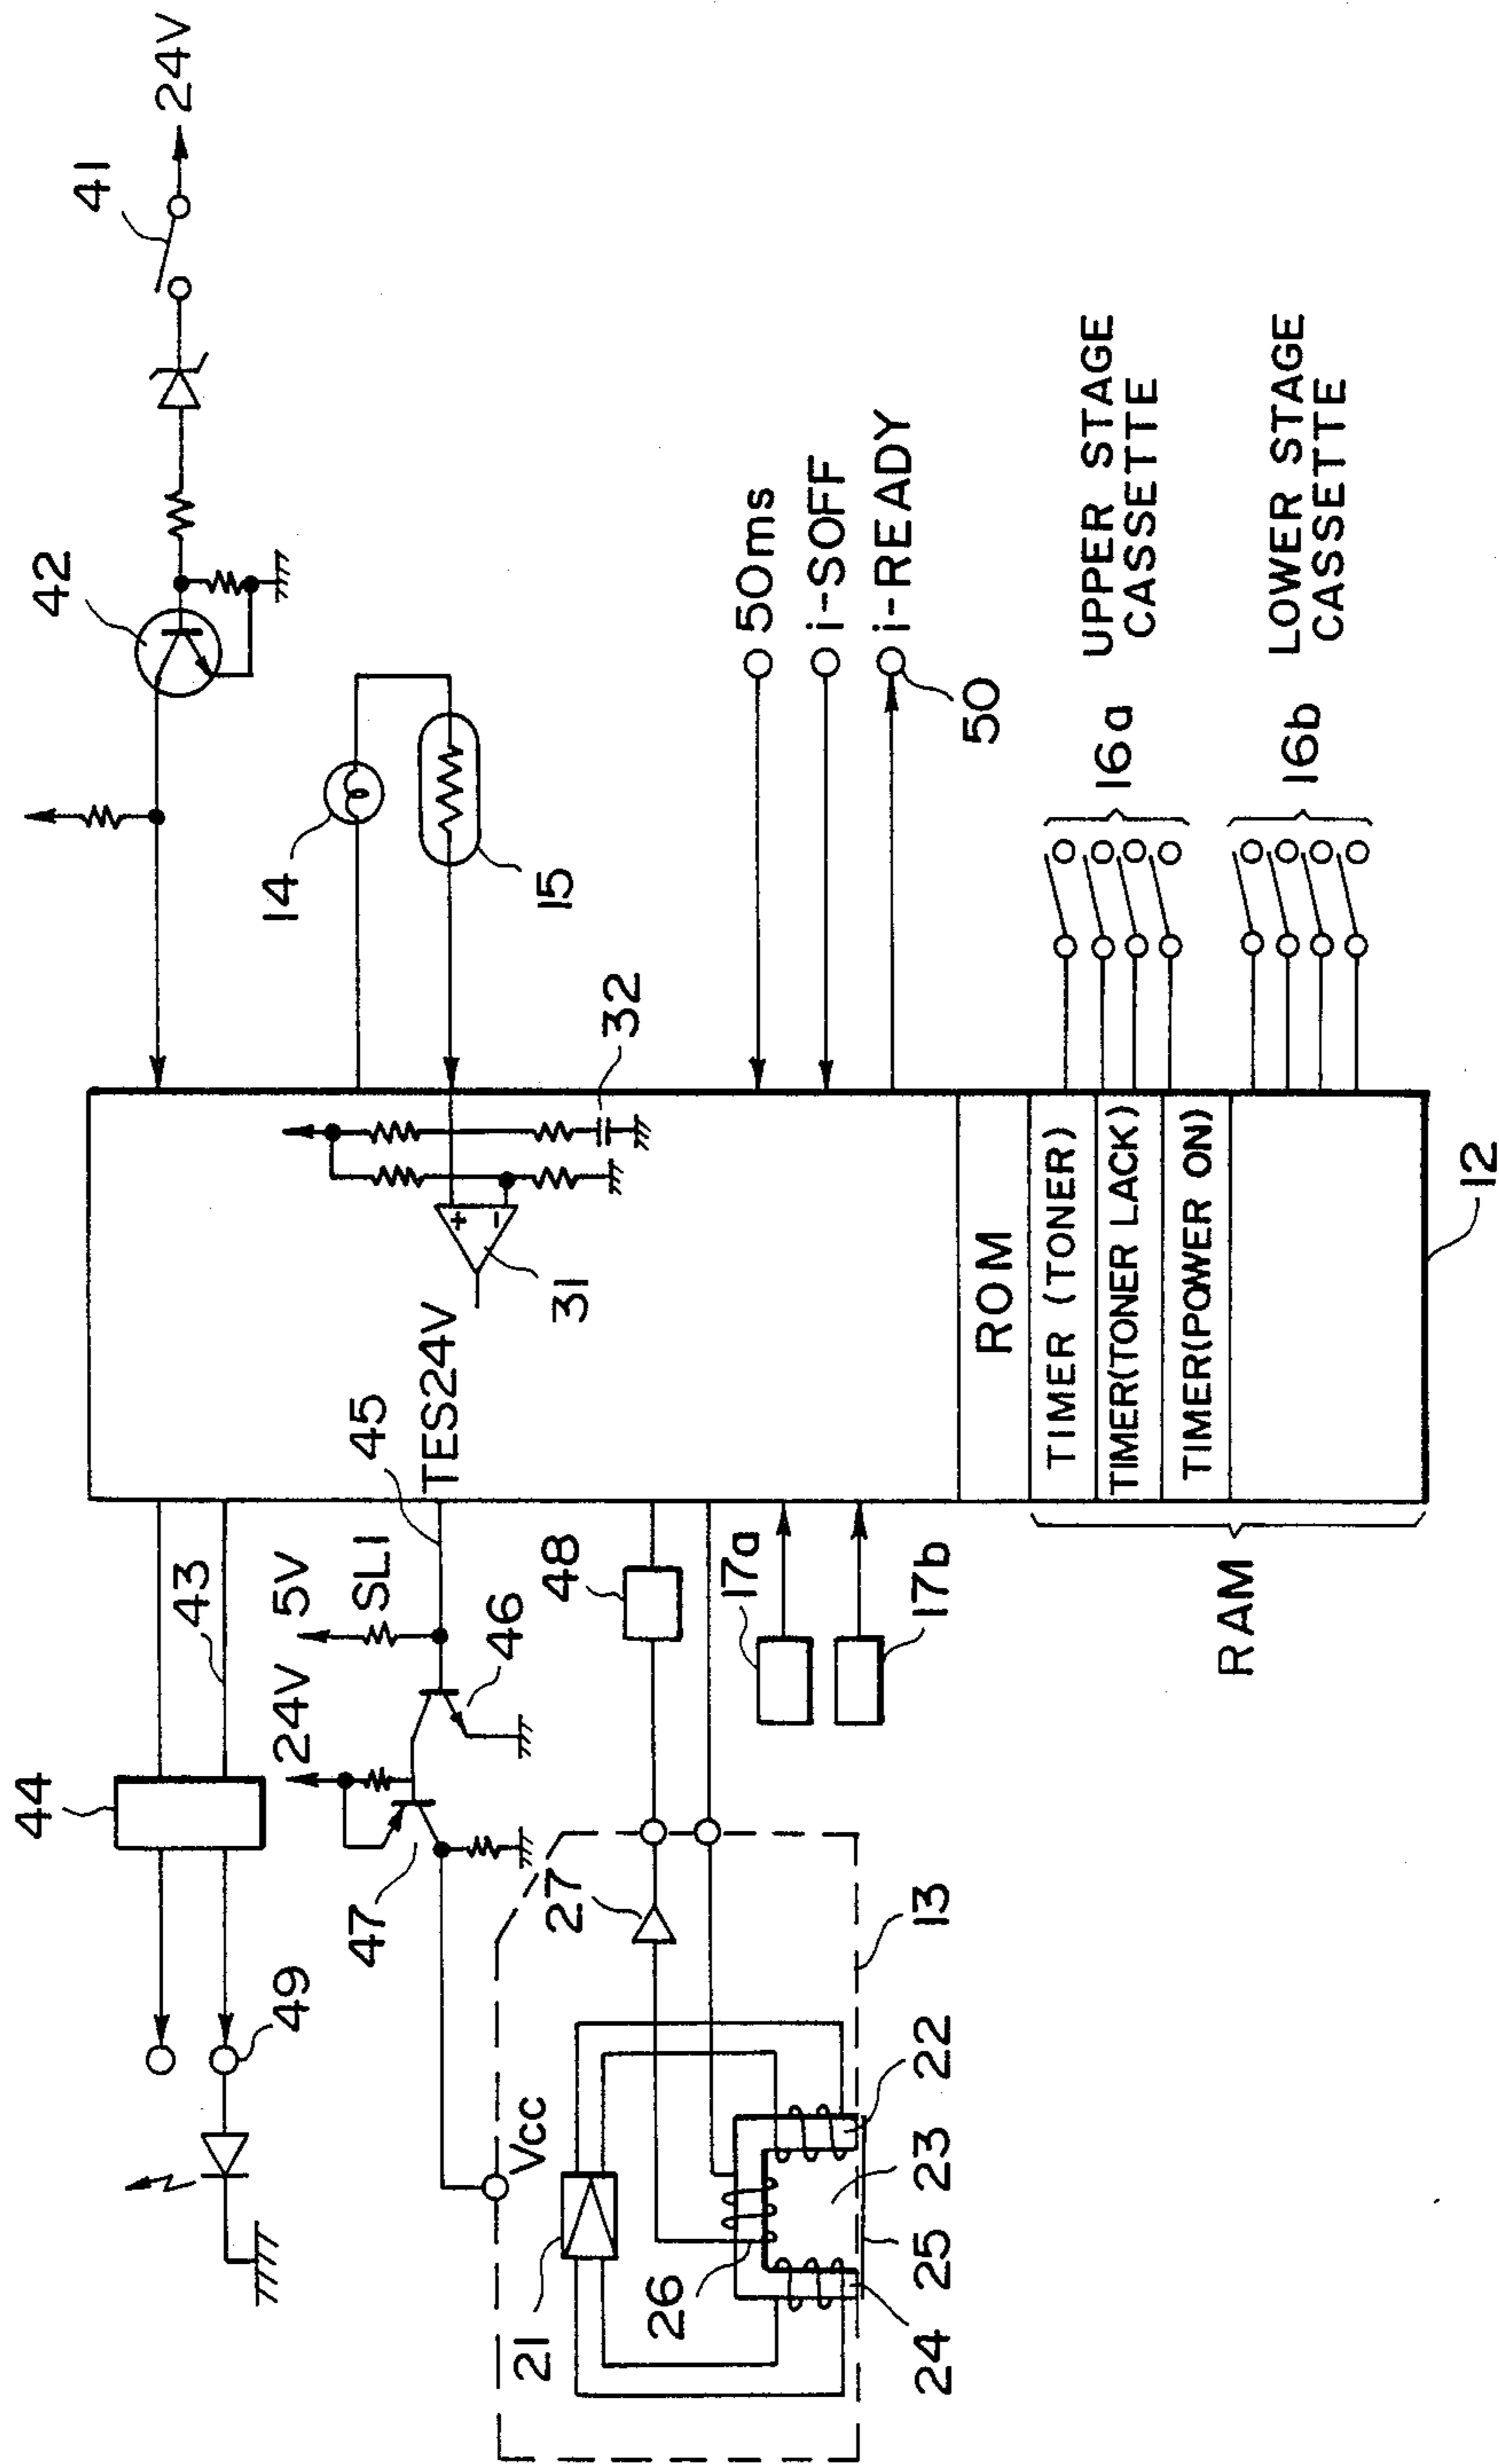 44
43
49
24V
5V
SLI
45
47
46
TES24V
Vcc
21
26
27
48
17a
17b
13
22
23
25
24
RAM
ROM
TIMER (TONER)
TIMER(TONER LACK)
TIMER(POWER ON)
12
31
32
42
41
24V
14
15
50ms
i-SOFF
i-READY
50
16a
UPPER STAGE
CASSETTE
16b
LOWER STAGE
CASSETTE
+
−